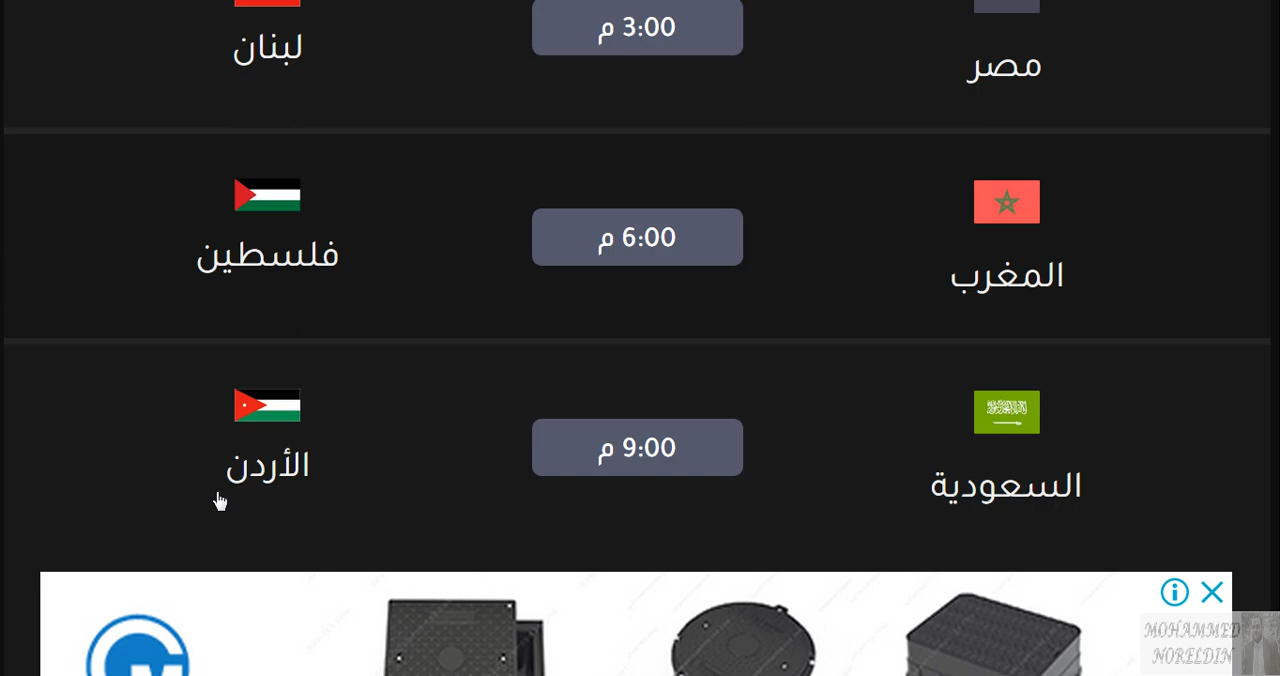 لبنان
3:00 م
مصر
فلسطين
6:00 م
المغرب
الأردن
9:00 م
السعودية
MOHAMMED
NORELDIN